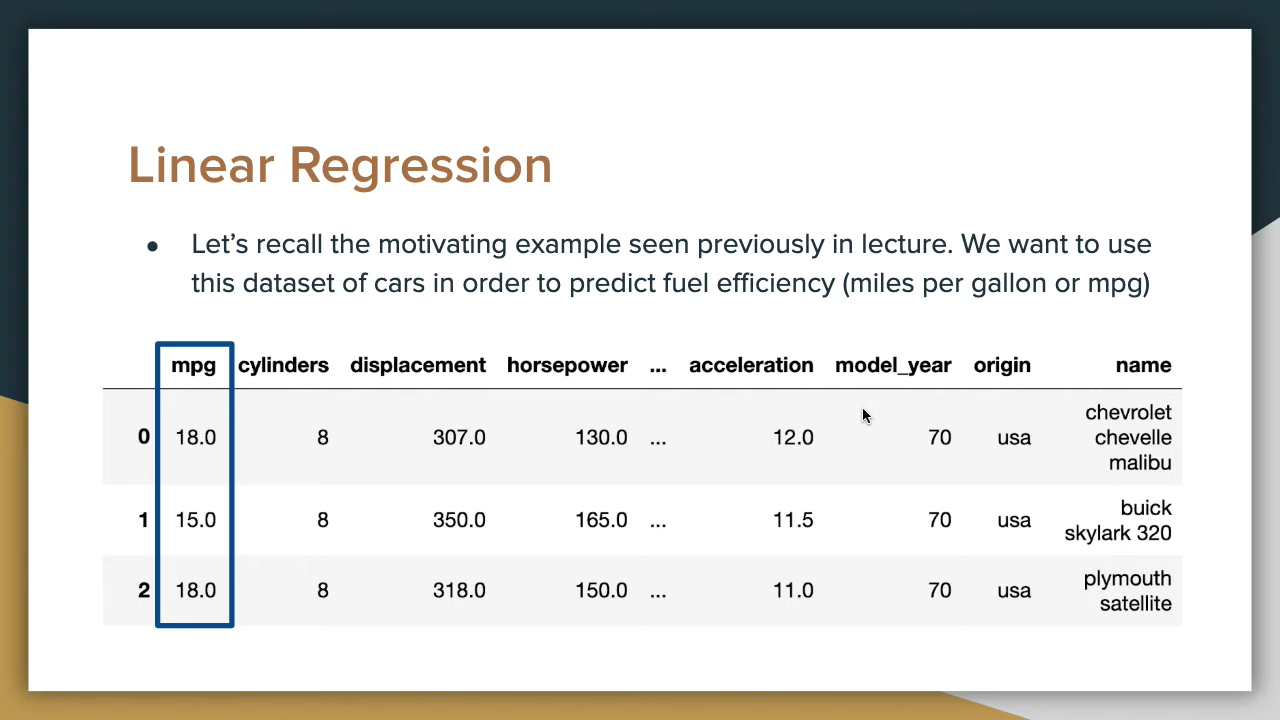 Linear Regression
● Let’s recall the motivating example seen previously in lecture. We want to use
this dataset of cars in order to predict fuel efficiency (miles per gallon or mpg)
mpg cylinders displacement horsepower ... acceleration model_year origin name
0 18.0 8 307.0 130.0 ... 12.0 70 usa chevrolet
chevelle
malibu
1 15.0 8 350.0 165.0 ... 11.5 70 usa buick
skylark 320
2 18.0 8 318.0 150.0 ... 11.0 70 usa plymouth
satellite